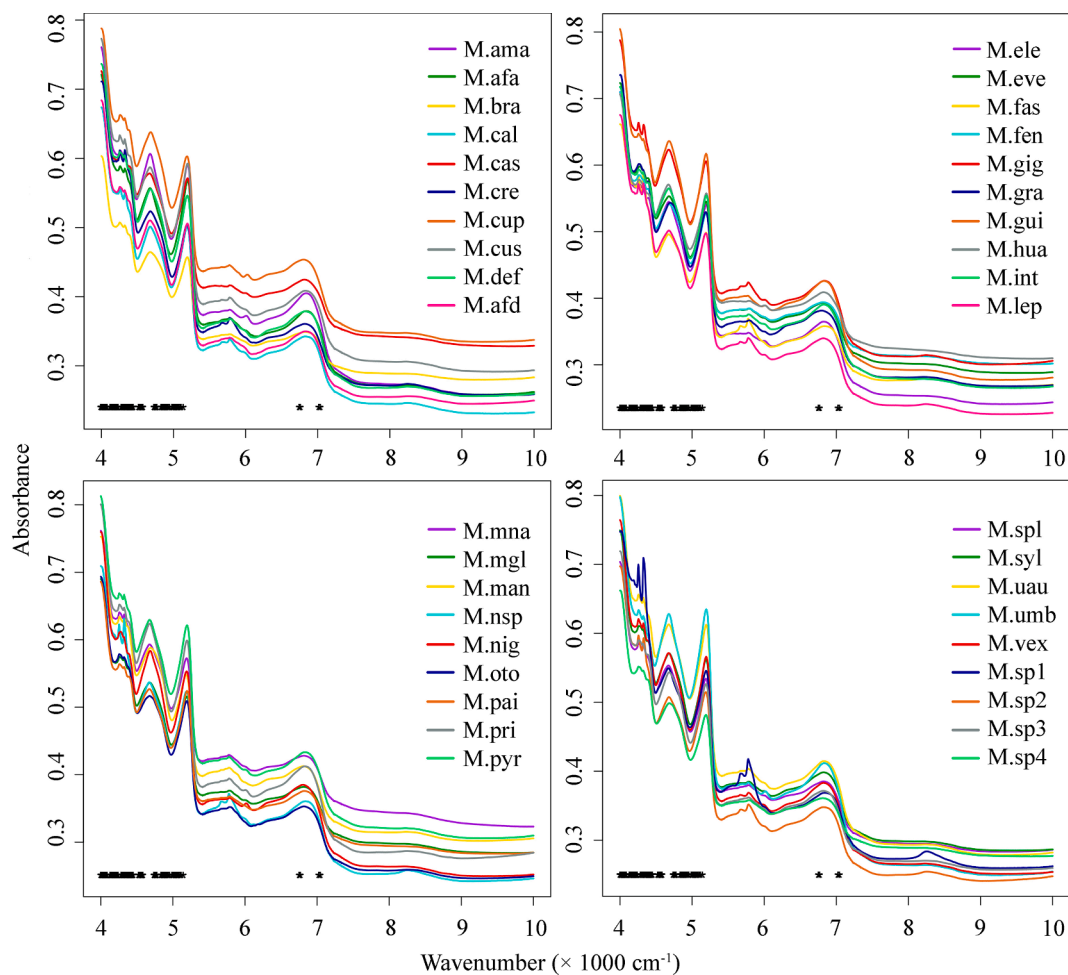 0.8
0.7
0.6
0.5
0.4
0.3
M.ama
M.afa
M.bra
M.cal
M.cas
M.cre
M.cup
M.cus
M.def
M.afd
4 5 6 7 8 9 10
0.8
0.7
0.6
0.5
0.4
0.3
M.ele
M.eve
M.fas
M.fen
M.gig
M.gra
M.gui
M.hua
M.int
M.lep
4 5 6 7 8 9 10
Absorbance
0.8
0.7
0.6
0.5
0.4
0.3
M.mna
M.mgl
M.man
M.nsp
M.nig
M.oto
M.pai
M.pri
M.pyr
4 5 6 7 8 9 10
0.8
0.7
0.6
0.5
0.4
0.3
M.spl
M.syl
M.uau
M.umb
M.vex
M.sp1
M.sp2
M.sp3
M.sp4
4 5 6 7 8 9 10
Wavenumber (× 1000 cm⁻¹)